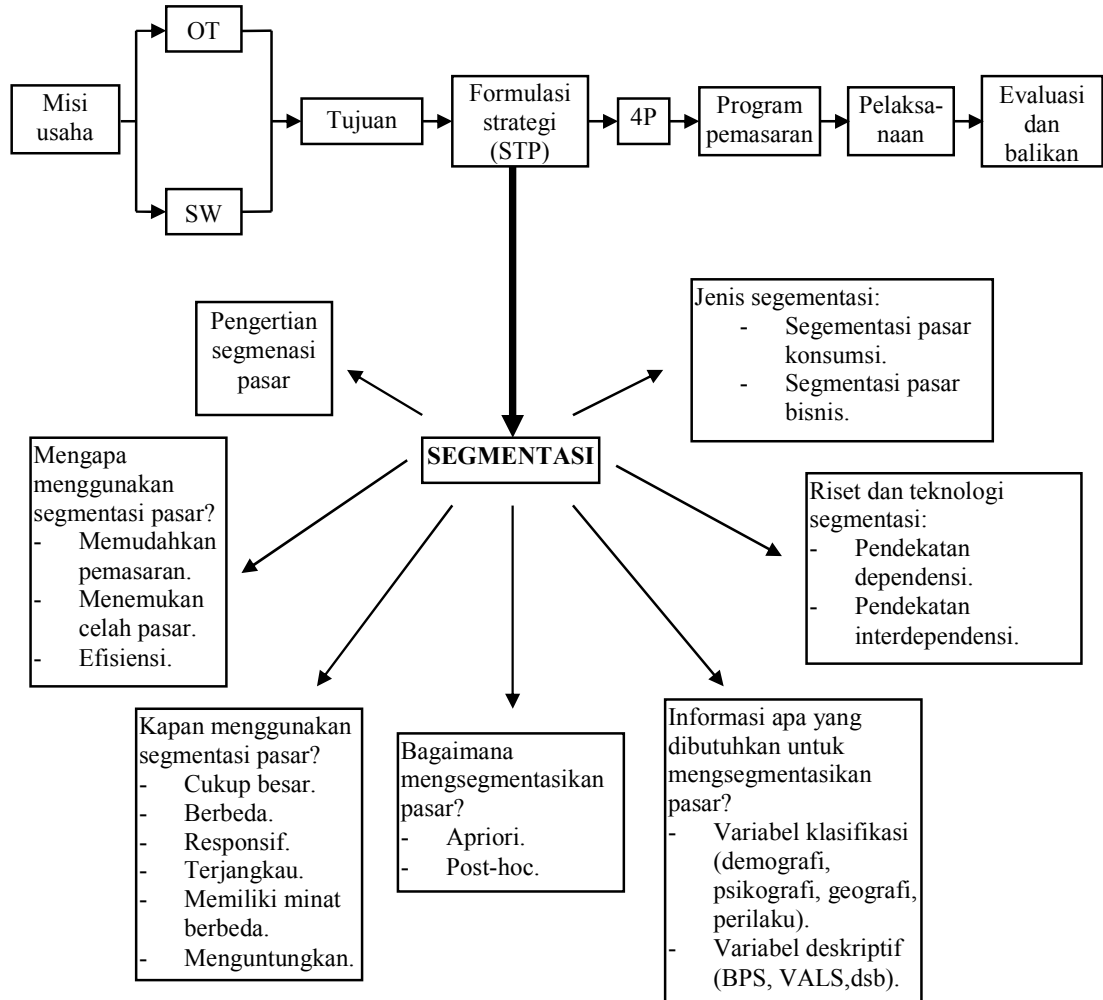 OT
Misi
usaha
SW
Tujuan
Formulasi
strategi
(STP)
4P
Program
pemasaran
Pelaksa-
naan
Evaluasi
dan
balikan
Pengertian
segmenasi
pasar
Jenis segementasi:
- Segementasi pasar
konsumsi.
- Segmentasi pasar
bisnis.
SEGMENTASI
Mengapa
menggunakan
segmentasi pasar?
- Memudahkan
pemasaran.
- Menemukan
celah pasar.
- Efisiensi.
Riset dan teknologi
segmentasi:
- Pendekatan
dependensi.
- Pendekatan
interdependensi.
Kapan menggunakan
segmentasi pasar?
- Cukup besar.
- Berbeda.
- Responsif.
- Terjangkau.
- Memiliki minat
berbeda.
- Menguntungkan.
Bagaimana
mengsegmentasikan
pasar?
- Apriori.
- Post-hoc.
Informasi apa yang
dibutuhkan untuk
mengsegmentasikan
pasar?
- Variabel klasifikasi
(demografi,
psikografi, geografi,
perilaku).
- Variabel deskriptif
(BPS, VALS,dsb).